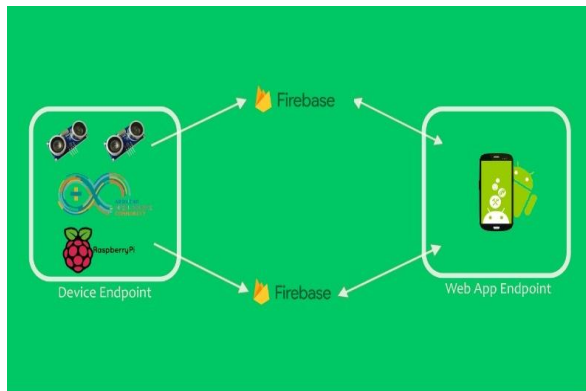 Firebase
RaspberryPi
Device Endpoint
Firebase
Web App Endpoint